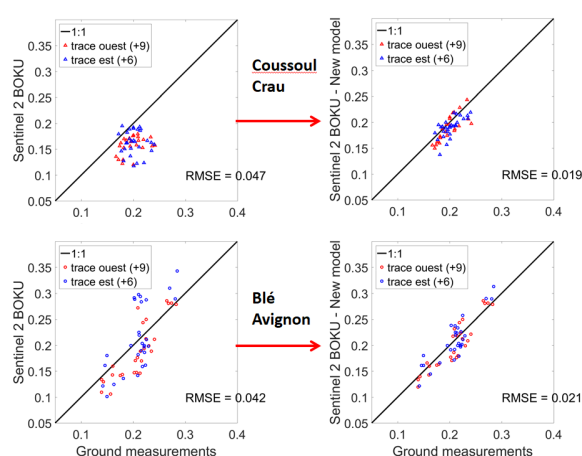 0.35
0.3
0.25
0.2
0.15
0.1
0.05
Sentinel 2 BOKU
1:1
trace ouest (+9)
trace est (+6)
RMSE = 0.047
0.1 0.2 0.3 0.4
Coussoul
Crau
0.35
0.3
0.25
0.2
0.15
0.1
0.05
Sentinel 2 BOKU - New model
1:1
trace ouest (+9)
trace est (+6)
RMSE = 0.019
0.1 0.2 0.3 0.4
0.35
0.3
0.25
0.2
0.15
0.1
0.05
Sentinel 2 BOKU
1:1
trace ouest (+9)
trace est (+6)
RMSE = 0.042
0.1 0.2 0.3 0.4
Ground measurements
Blé
Avignon
0.35
0.3
0.25
0.2
0.15
0.1
0.05
Sentinel 2 BOKU - New model
1:1
trace ouest (+9)
trace est (+6)
RMSE = 0.021
0.1 0.2 0.3 0.4
Ground measurements